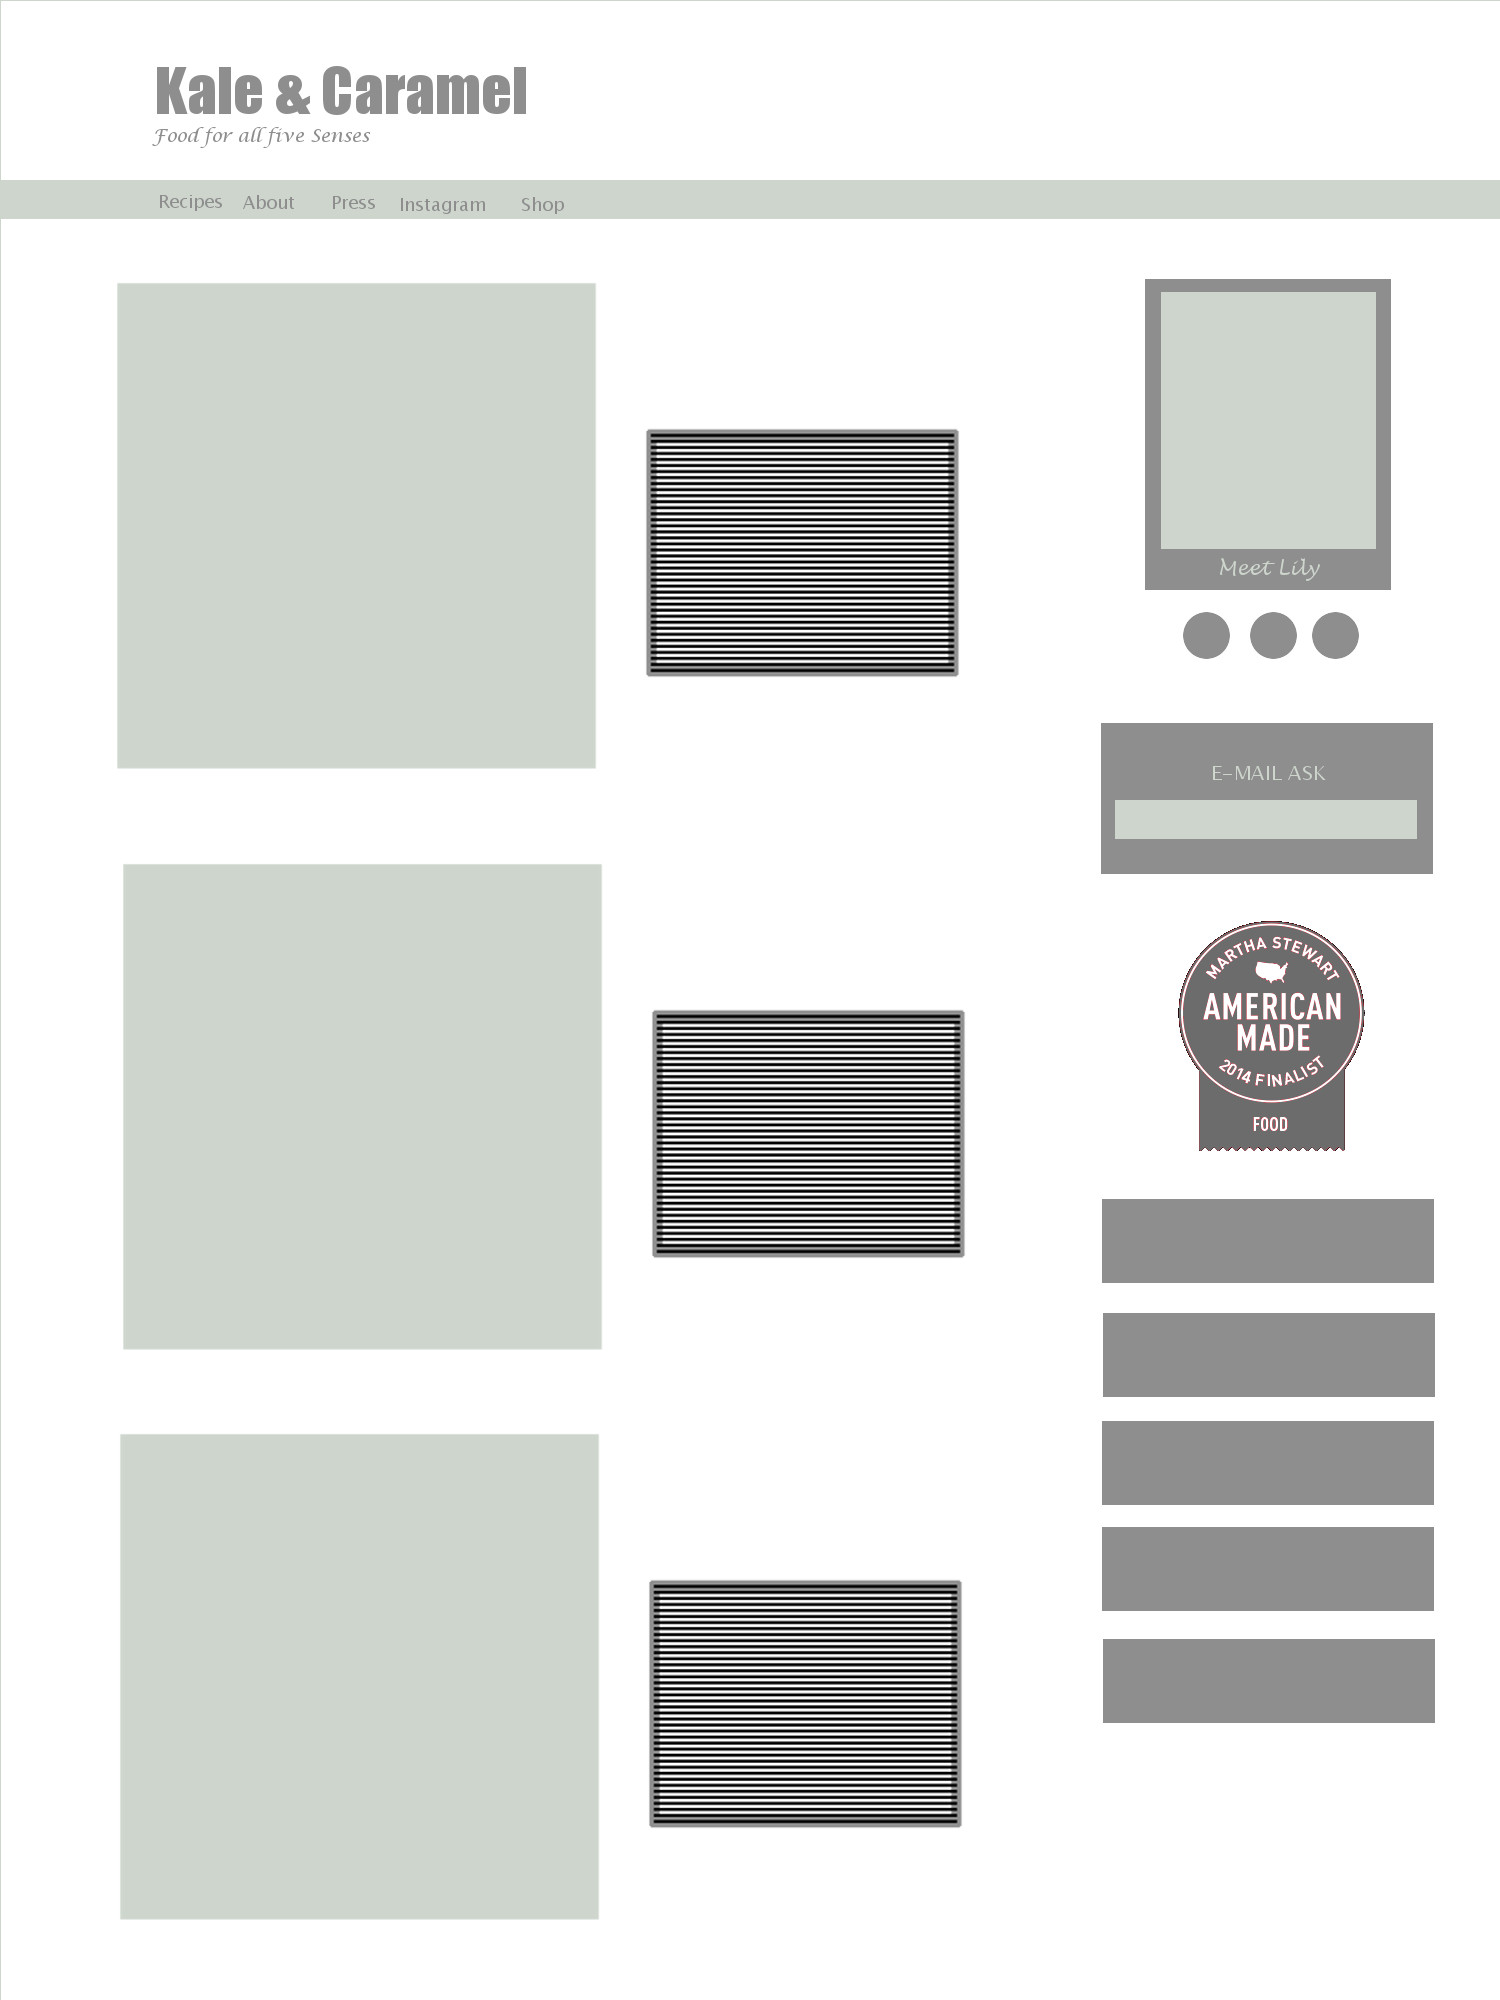 Kale & Caramel
Food for all five Senses
Recipes About Press Instagram Shop
Meet Lily
E-MAIL ASK
MARTHA STEWART
AMERICAN
MADE
2014 FINALIST
FOOD